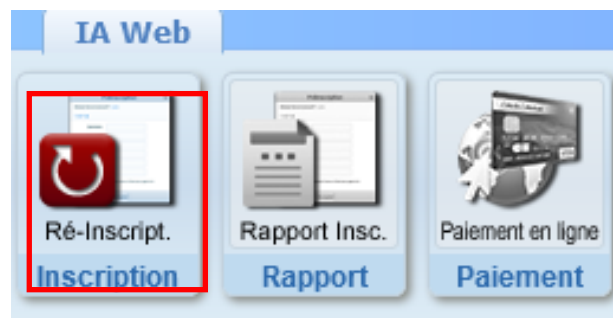 IA Web
Ré-Inscript.
Rapport Insc.
Paiement en ligne
Inscription
Rapport
Paiement